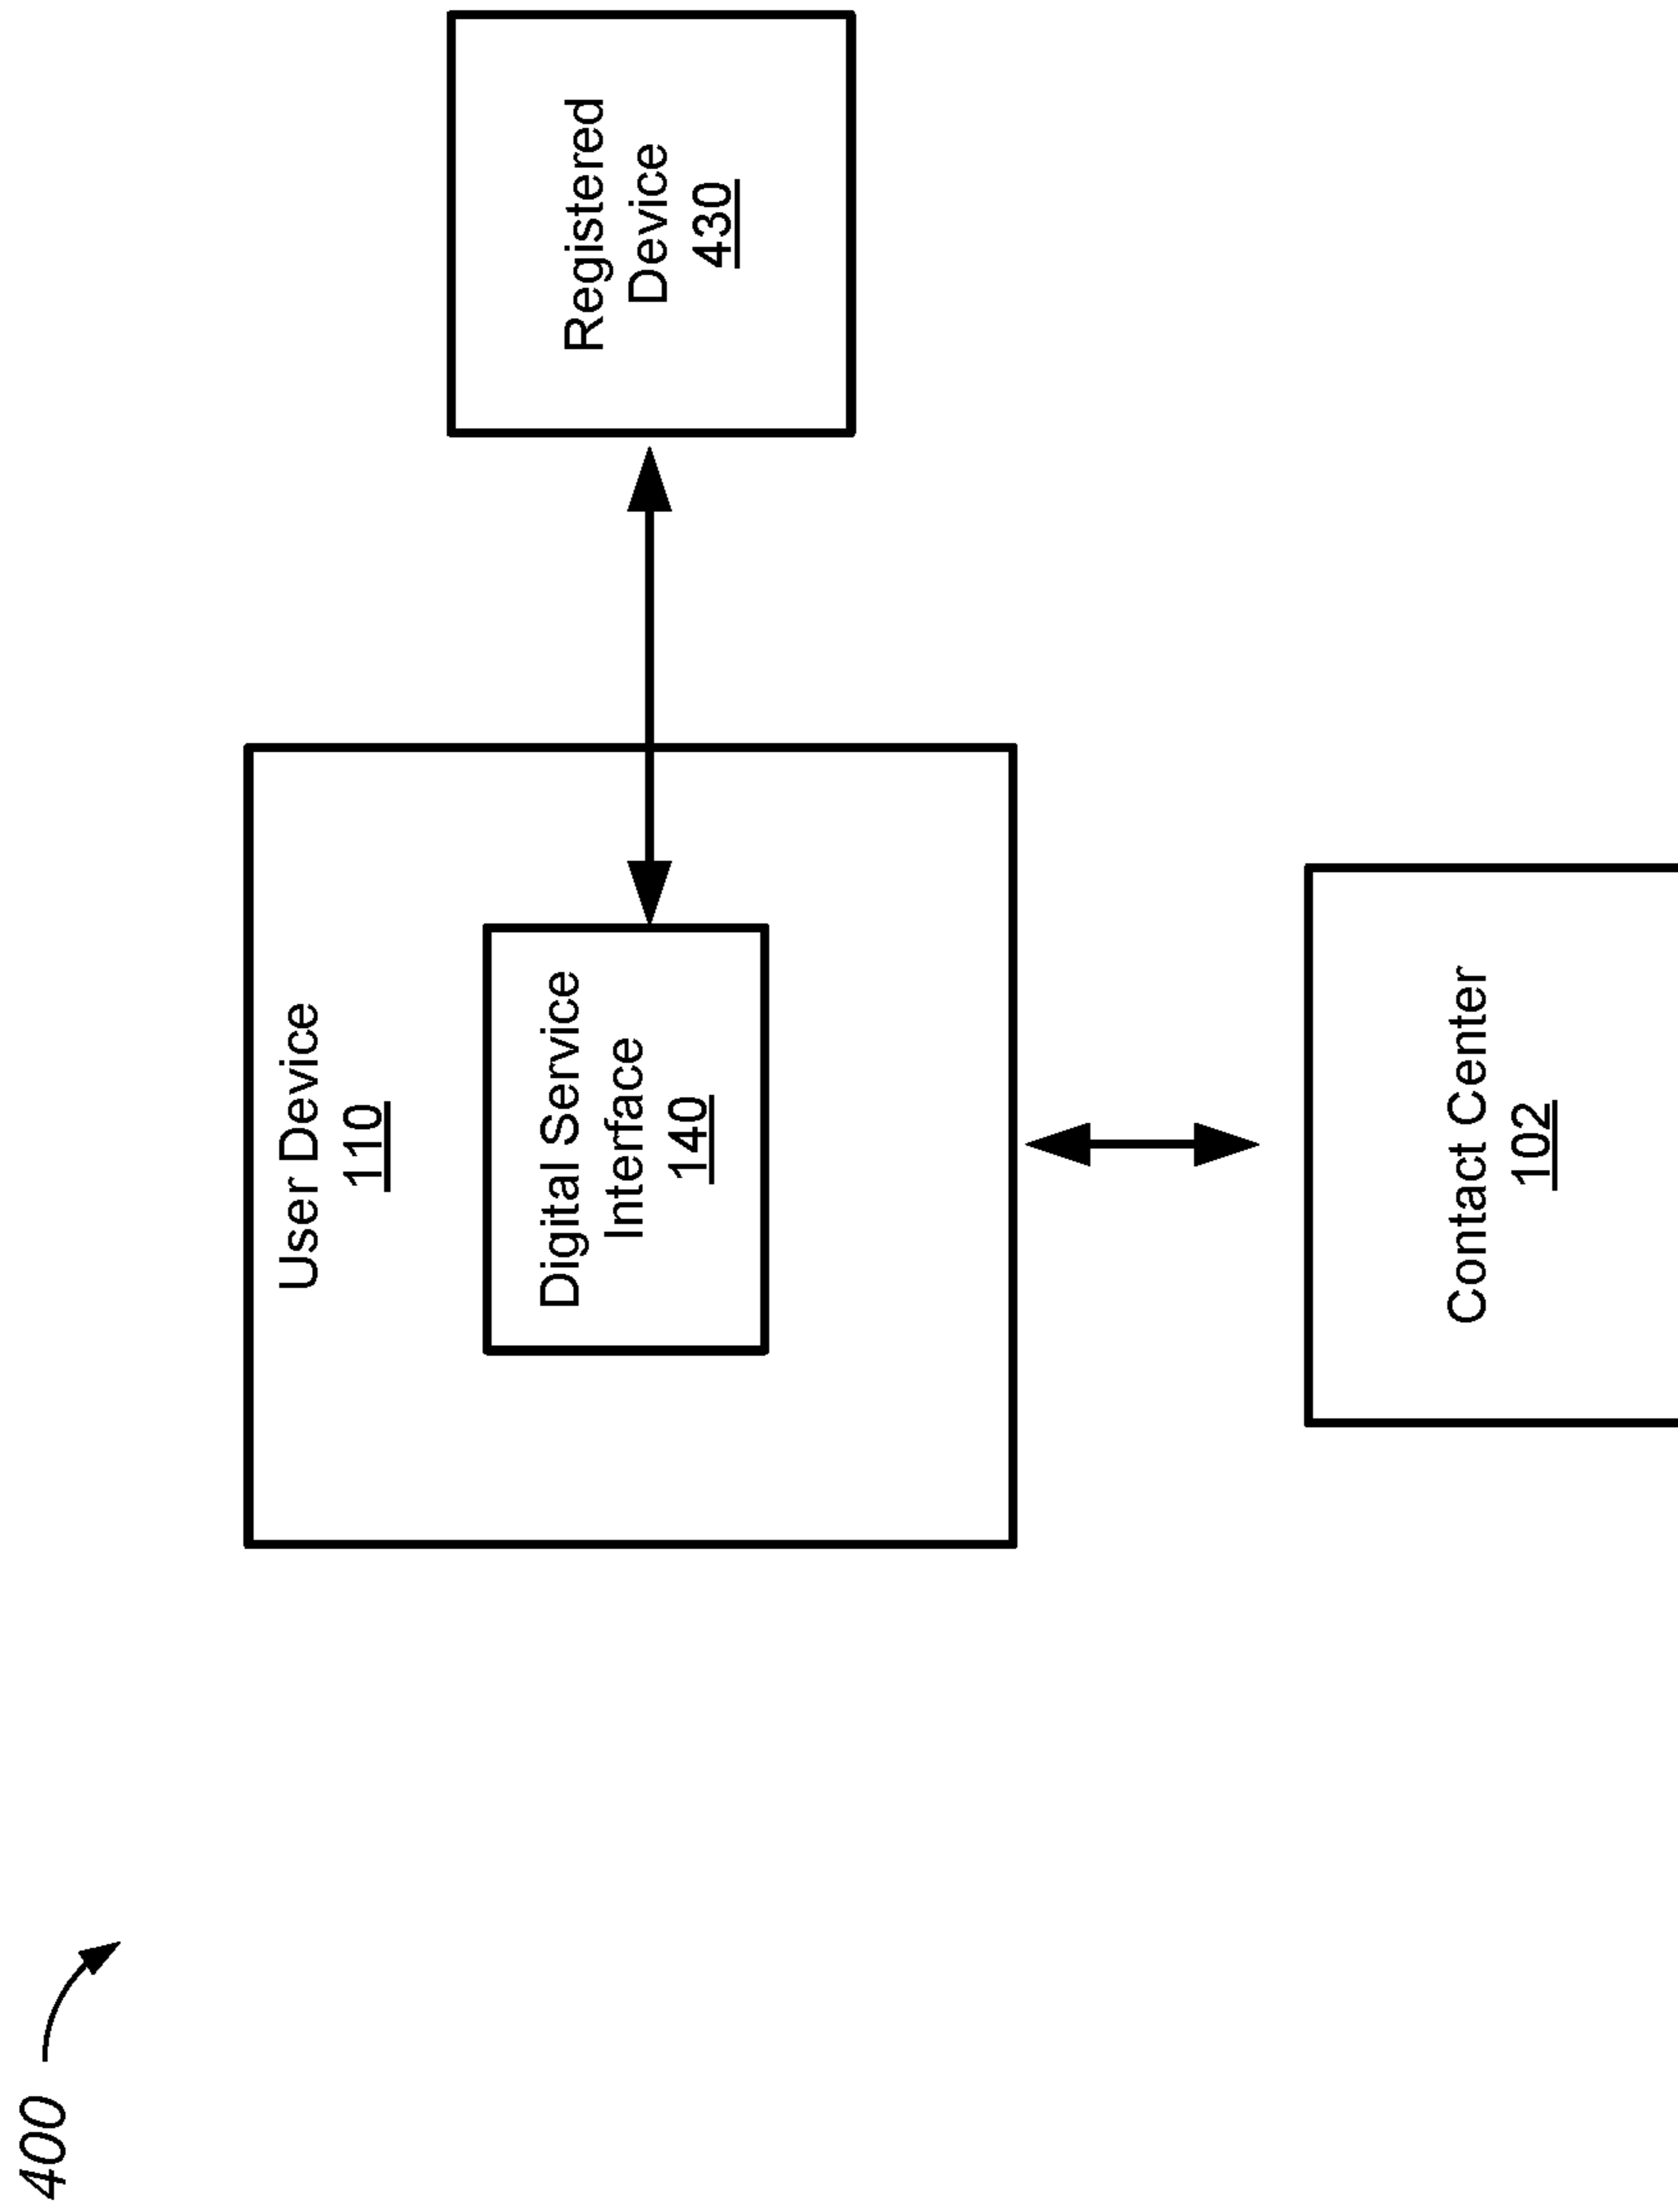 400
User Device
110
Digital Service
Interface
140
Registered
Device
430
Contact Center
102